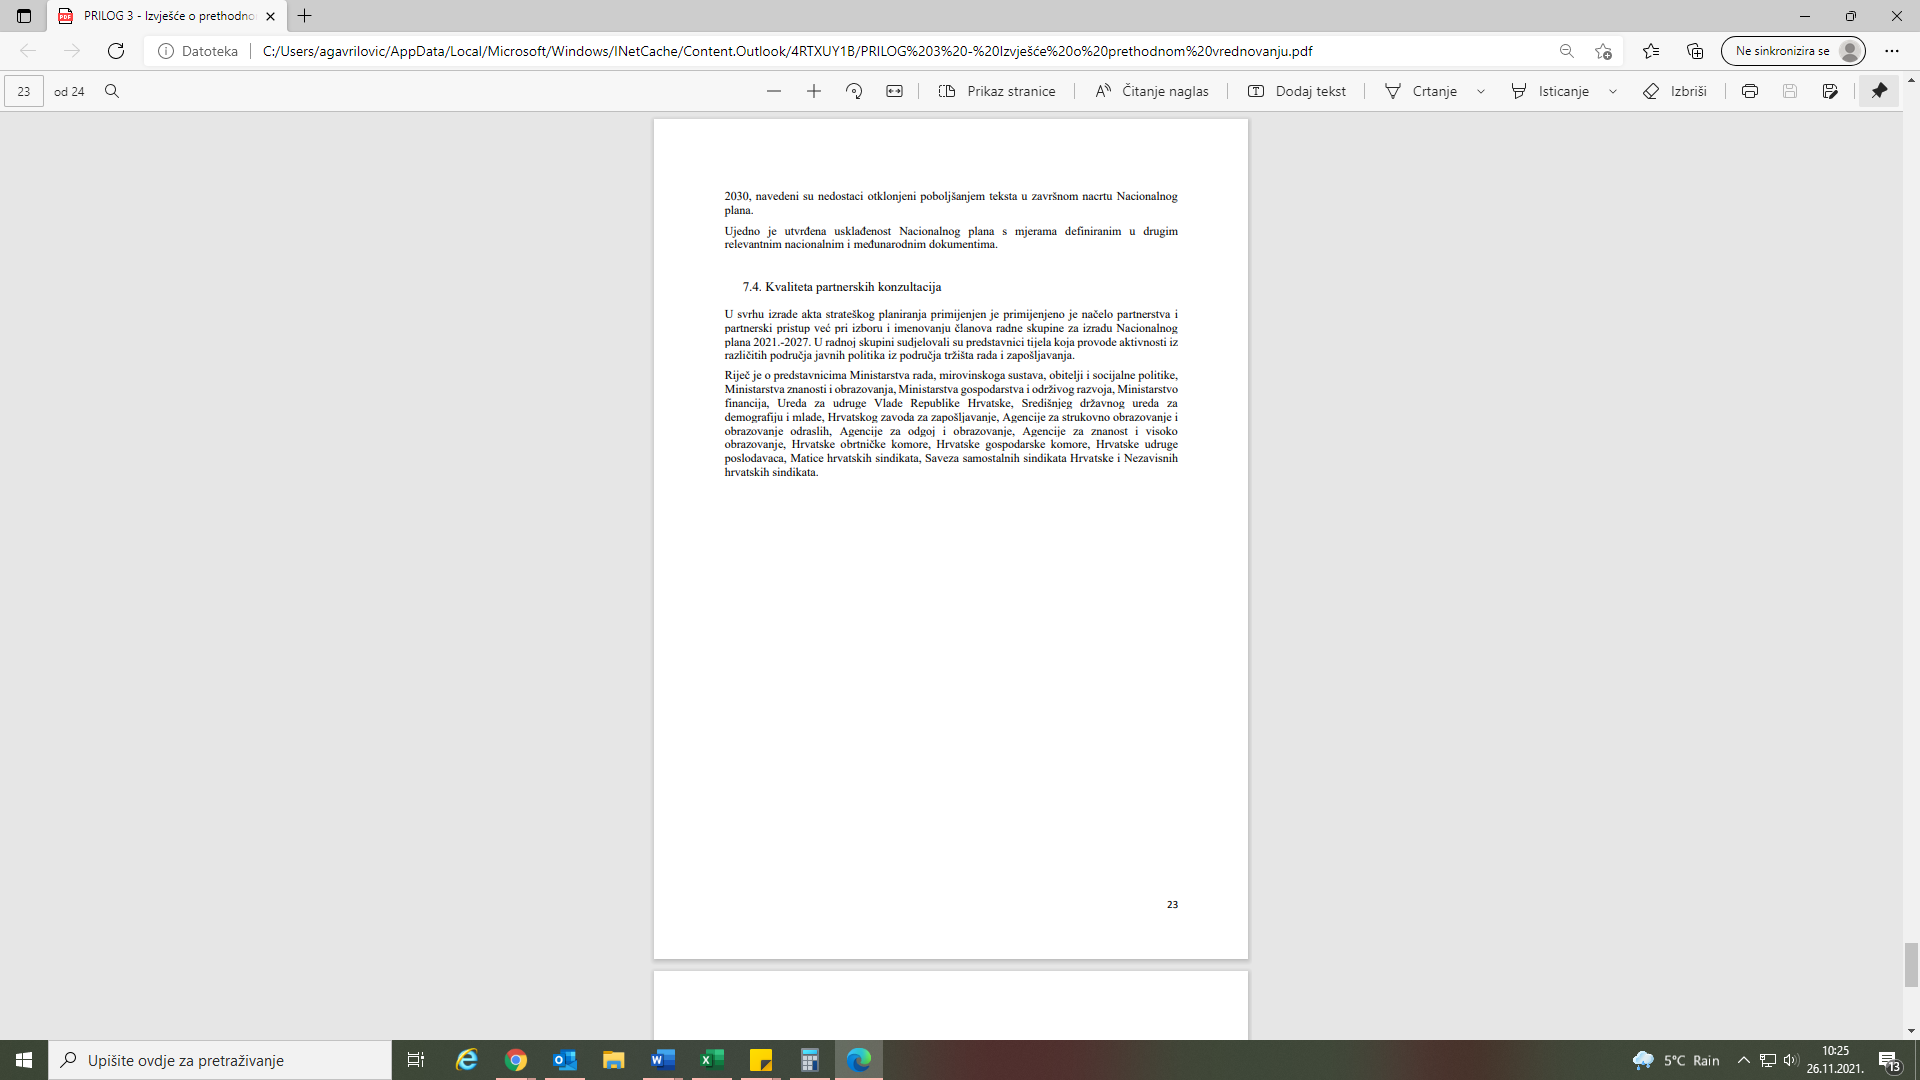 PRILOG 3 - Izvješće o prethodno
Datoteka
C:/Users/agavrilovic/AppData/Local/Microsoft/Windows/INetCache/Content.Outlook/4RTXUY1B/PRILOG%203%20-%20Izvješće%20o%20prethodnom%20vrednovanju.pdf
Ne sinkronizira se
23 od 24
Prikaz stranice
Čitanje naglas
Dodaj tekst
Crtanje
Isticanje
Izbriši
2030, navedeni su nedostaci otklonjeni poboljšanjem teksta u završnom nacrtu Nacionalnog
plana.
Ujedno je utvrđena usklađenost Nacionalnog plana s mjerama definiranim u drugim
relevantnim nacionalnim i međunarodnim dokumentima.
7.4. Kvaliteta partnerskih konzultacija
U svrhu izrade akta strateškog planiranja primijenjen je primijenjeno je načelo partnerstva i
partnerski pristup već pri izboru i imenovanju članova radne skupine za izradu Nacionalnog
plana 2021.-2027. U radnoj skupini sudjelovali su predstavnici tijela koja provode aktivnosti iz
različitih područja javnih politika iz područja tržišta rada i zapošljavanja.
Riječ je o predstavnicima Ministarstva rada, mirovinskoga sustava, obitelji i socijalne politike,
Ministarstva znanosti i obrazovanja, Ministarstva gospodarstva i održivog razvoja, Ministarstvo
financija, Ureda za udruge Vlade Republike Hrvatske, Središnjeg državnog ureda za
demografiju i mlade, Hrvatskog zavoda za zapošljavanje, Agencije za strukovno obrazovanje i
obrazovanje odraslih, Agencije za odgoj i obrazovanje, Agencije za znanost i visoko
obrazovanje, Hrvatske obrtničke komore, Hrvatske gospodarske komore, Hrvatske udruge
poslodavaca, Matice hrvatskih sindikata, Saveza samostalnih sindikata Hrvatske i Nezavisnih
hrvatskih sindikata.
23
Upišite ovdje za pretraživanje
5°C Rain
10:25
26.11.2021.
13